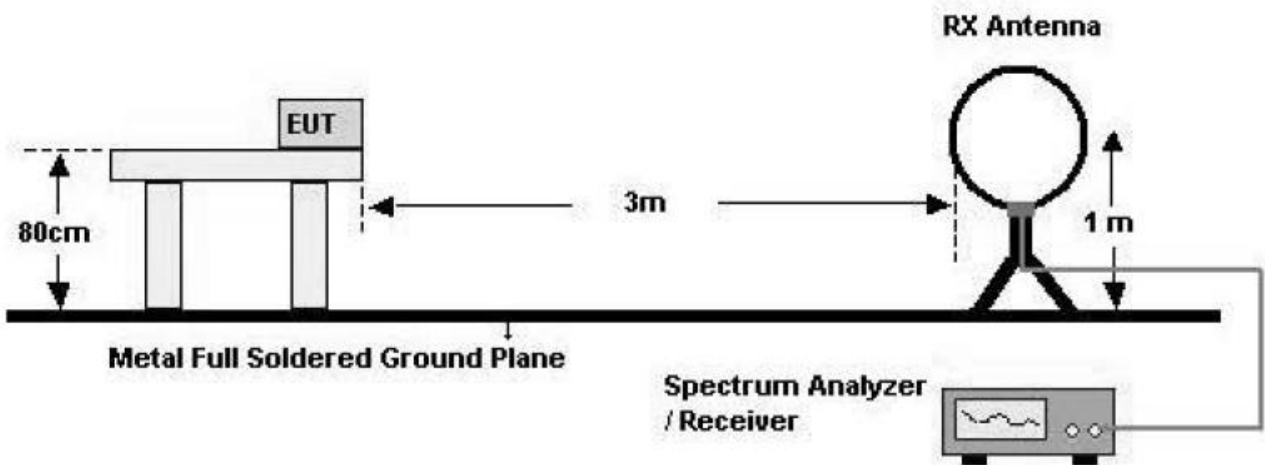 RX Antenna
EUT
80cm
3m
1 m
Metal Full Soldered Ground Plane
Spectrum Analyzer
/ Receiver